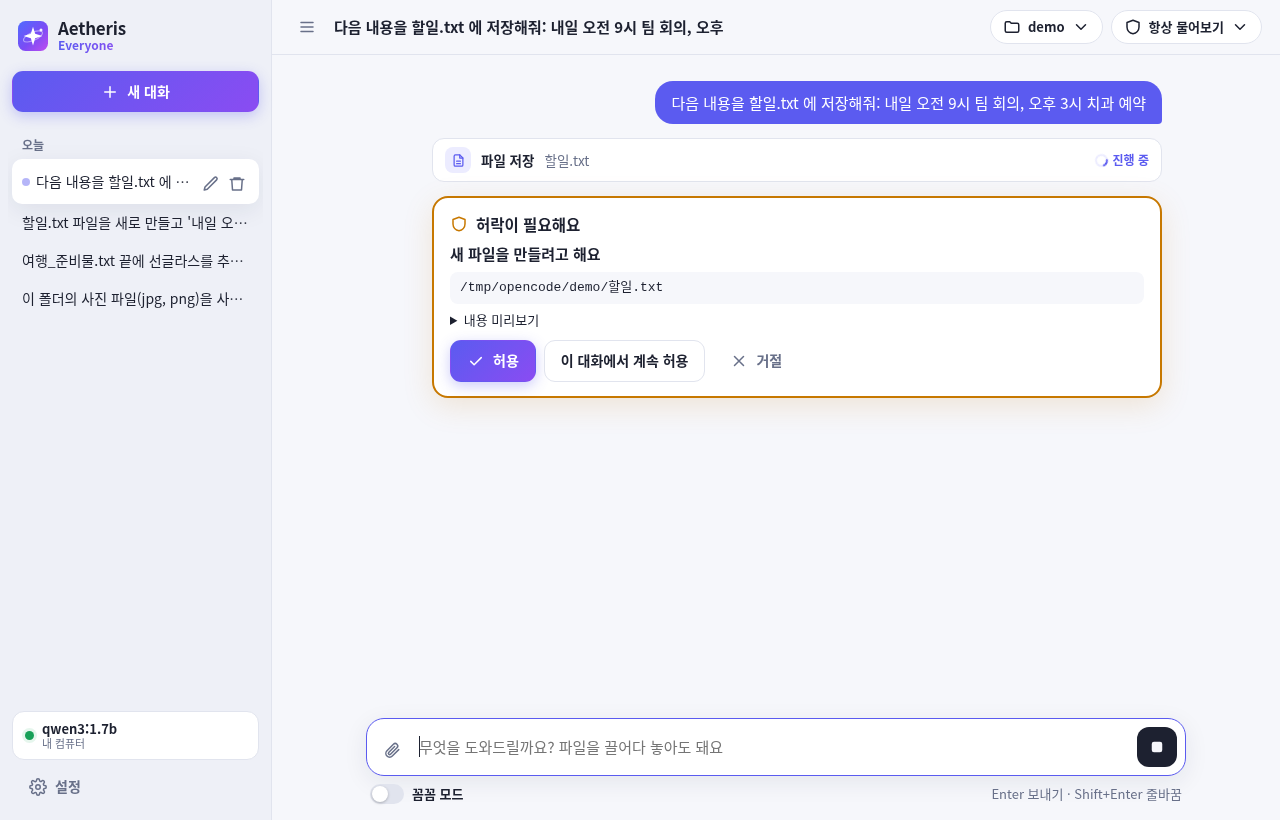 Aetheris
Everyone
새 대화
오늘
다음 내용을 할일.txt 에 …
할일.txt 파일을 새로 만들고 '내일 오…
여행_준비물.txt 끝에 선글라스를 추…
이 폴더의 사진 파일(jpg, png)을 사…
qwen3:1.7b
내 컴퓨터
설정
다음 내용을 할일.txt 에 저장해줘: 내일 오전 9시 팀 회의, 오후
demo
항상 물어보기
다음 내용을 할일.txt 에 저장해줘: 내일 오전 9시 팀 회의, 오후 3시 치과 예약
파일 저장 할일.txt
진행 중
허락이 필요해요
새 파일을 만들려고 해요
/tmp/opencode/demo/할일.txt
내용 미리보기
허용
이 대화에서 계속 허용
거절
무엇을 도와드릴까요? 파일을 끌어다 놓아도 돼요
꼼꼼 모드
Enter 보내기 · Shift+Enter 줄바꿈